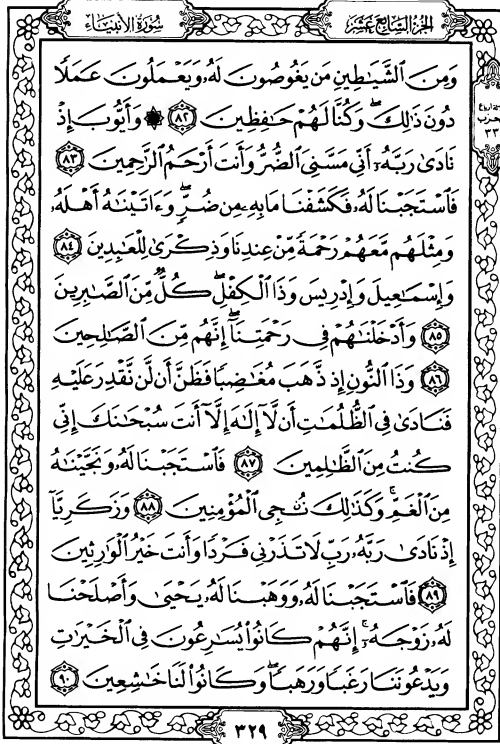 الجزء السابع عشر
سورة الأنبياء
وَمِنَ ٱلشَّيَٰطِينِ مَن يَغُوصُونَ لَهُۥ وَيَعْمَلُونَ عَمَلًا
دُونَ ذَٰلِكَ ۖ وَكُنَّا لَهُمْ حَٰفِظِينَ ٨٢ ۞ وَأَيُّوبَ إِذْ
نَادَىٰ رَبَّهُۥٓ أَنِّى مَسَّنِىَ ٱلضُّرُّ وَأَنتَ أَرْحَمُ ٱلرَّٰحِمِينَ ٨٣
فَٱسْتَجَبْنَا لَهُۥ فَكَشَفْنَا مَا بِهِۦ مِن ضُرٍّ ۖ وَءَاتَيْنَٰهُ أَهْلَهُۥ
وَمِثْلَهُم مَّعَهُمْ رَحْمَةً مِّنْ عِندِنَا وَذِكْرَىٰ لِلْعَٰبِدِينَ ٨٤
وَإِسْمَٰعِيلَ وَإِدْرِيسَ وَذَا ٱلْكِفْلِ ۖ كُلٌّ مِّنَ ٱلصَّٰبِرِينَ
٨٥ وَأَدْخَلْنَٰهُمْ فِى رَحْمَتِنَآ ۖ إِنَّهُم مِّنَ ٱلصَّٰلِحِينَ
٨٦ وَذَا ٱلنُّونِ إِذ ذَّهَبَ مُغَٰضِبًا فَظَنَّ أَن لَّن نَّقْدِرَ عَلَيْهِ
فَنَادَىٰ فِى ٱلظُّلُمَٰتِ أَن لَّآ إِلَٰهَ إِلَّآ أَنتَ سُبْحَٰنَكَ إِنِّى
كُنتُ مِنَ ٱلظَّٰلِمِينَ ٨٧ فَٱسْتَجَبْنَا لَهُۥ وَنَجَّيْنَٰهُ
مِنَ ٱلْغَمِّ ۚ وَكَذَٰلِكَ نُۨجِى ٱلْمُؤْمِنِينَ ٨٨ وَزَكَرِيَّآ
إِذْ نَادَىٰ رَبَّهُۥ رَبِّ لَا تَذَرْنِى فَرْدًا وَأَنتَ خَيْرُ ٱلْوَٰرِثِينَ
٨٩ فَٱسْتَجَبْنَا لَهُۥ وَوَهَبْنَا لَهُۥ يَحْيَىٰ وَأَصْلَحْنَا
لَهُۥ زَوْجَهُۥٓ ۚ إِنَّهُمْ كَانُوا۟ يُسَٰرِعُونَ فِى ٱلْخَيْرَٰتِ
وَيَدْعُونَنَا رَغَبًا وَرَهَبًا ۖ وَكَانُوا۟ لَنَا خَٰشِعِينَ ٩٠
٣٢٩